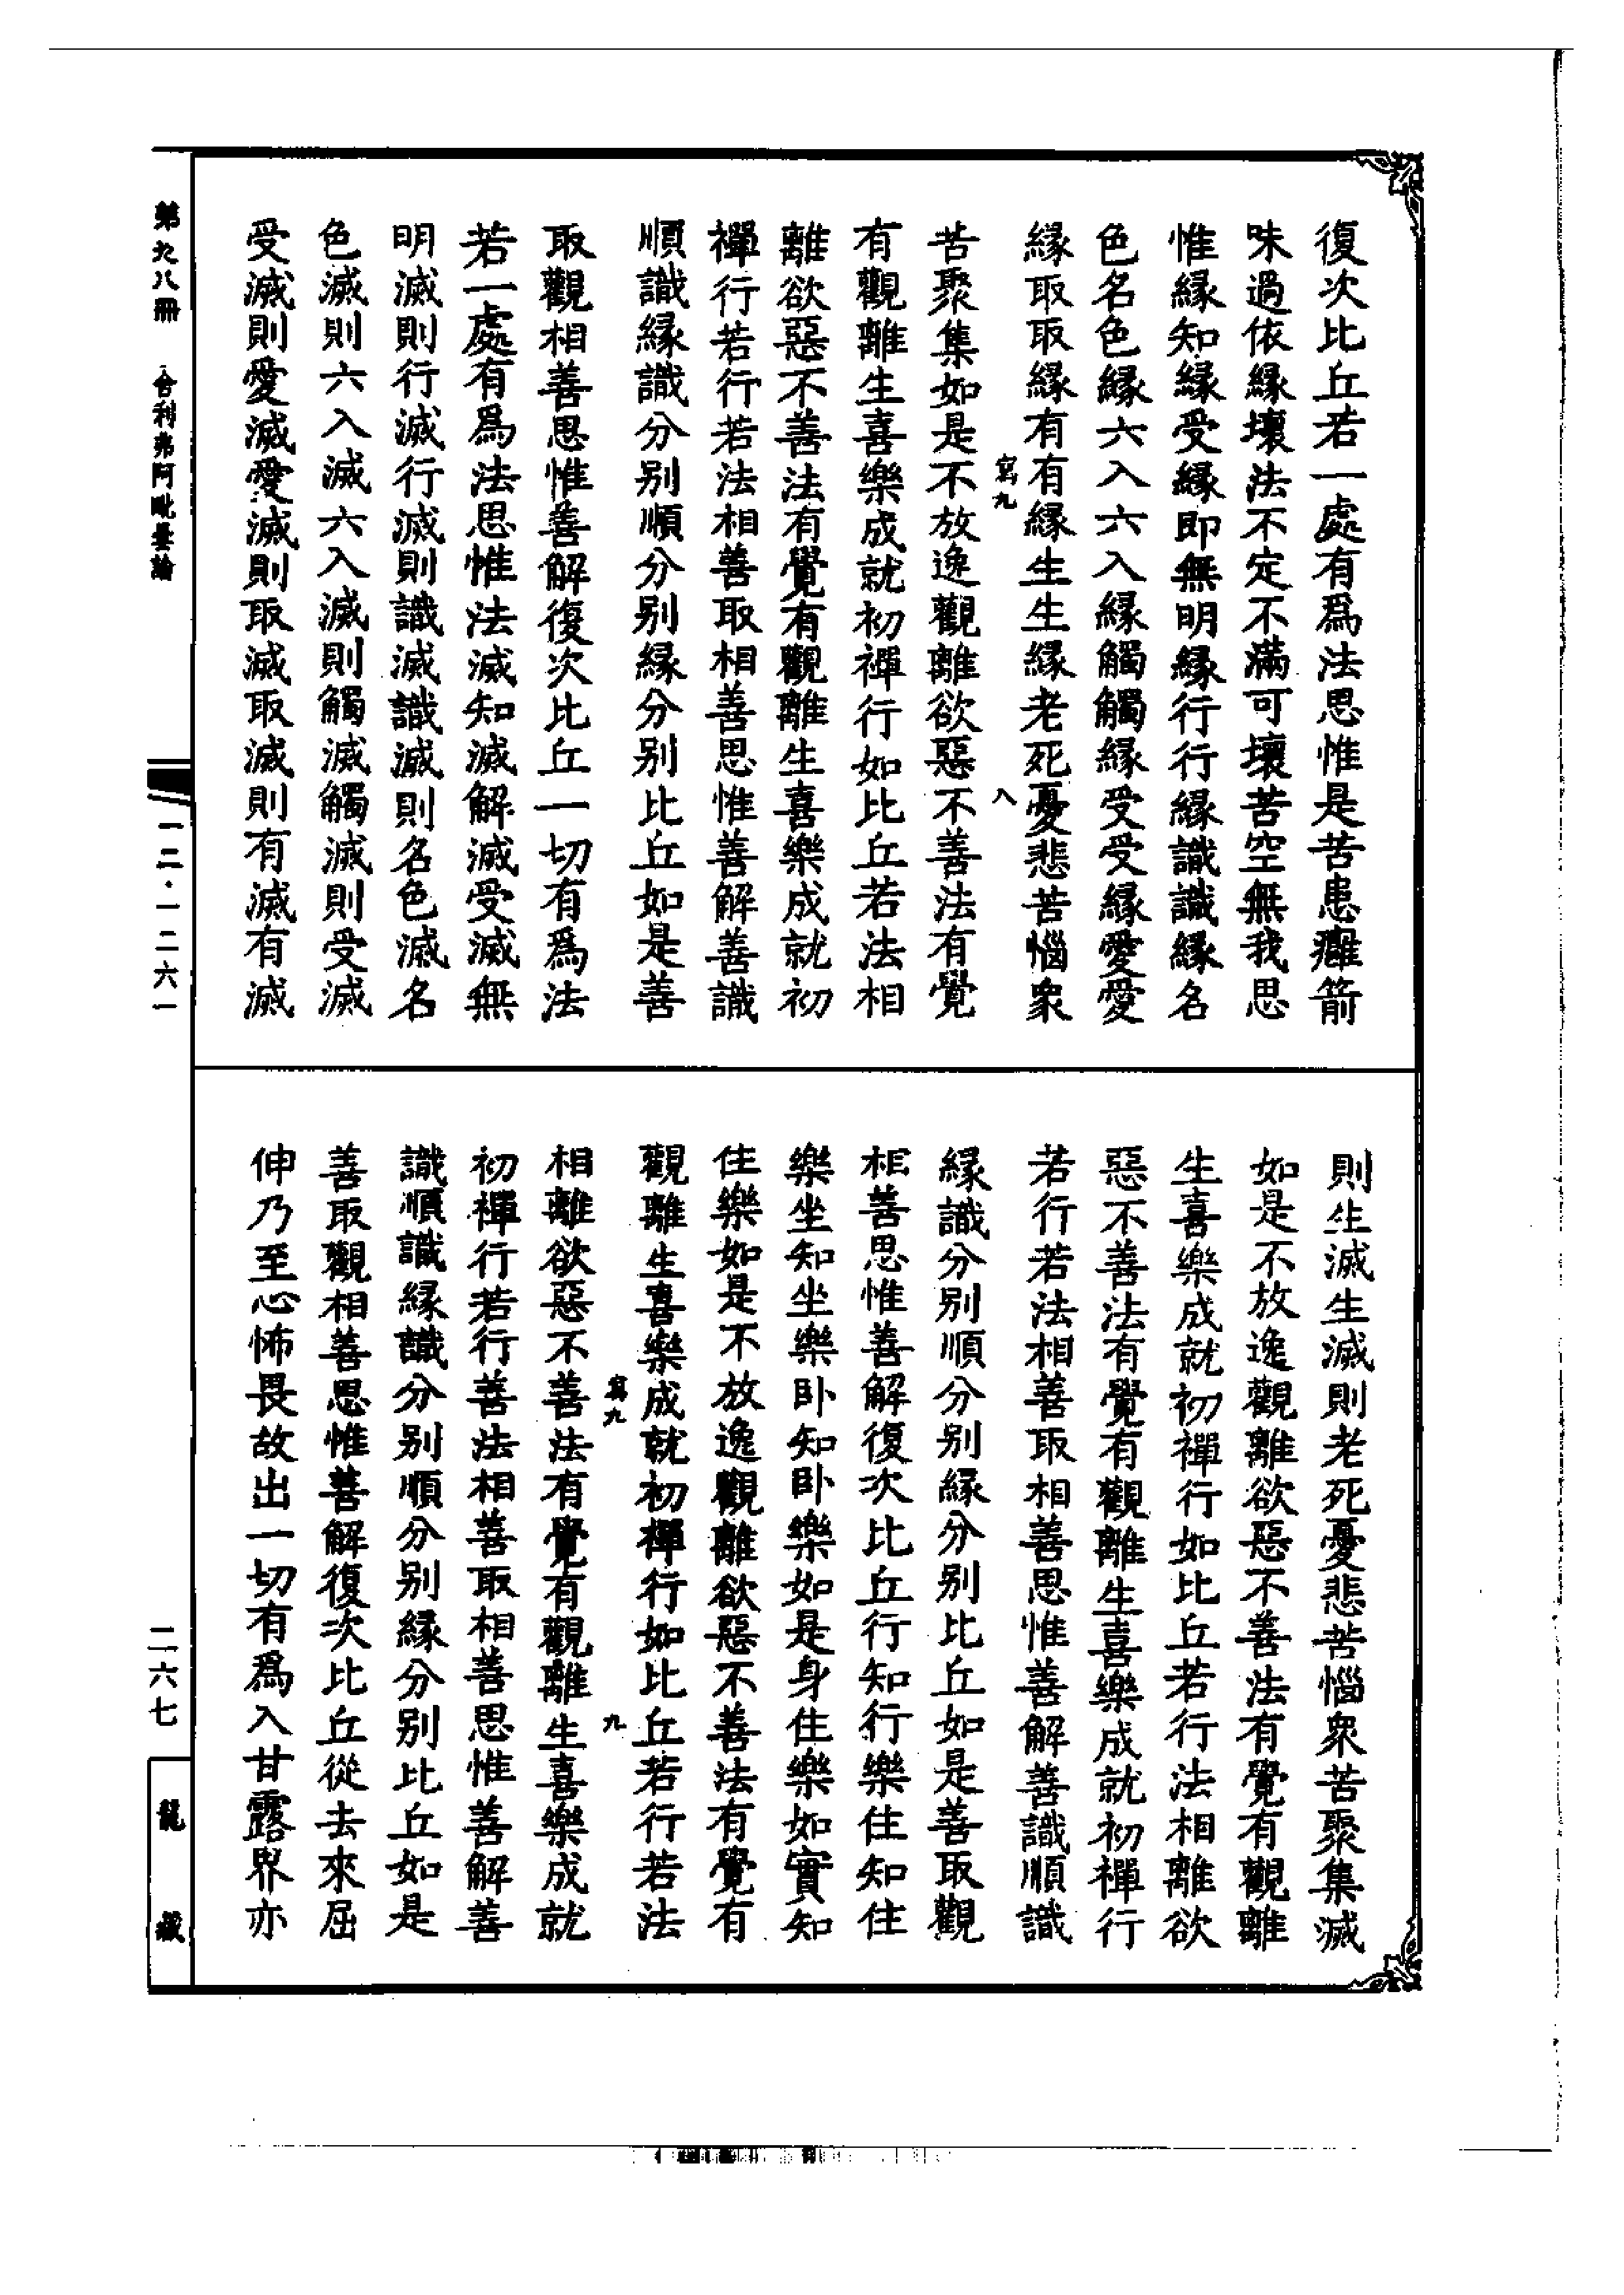 復次比丘若一處有爲法思惟是苦患癰箭
味過依緣壞法不定不滿可壞苦空無我思
惟緣知緣受緣即無明緣行行緣識識緣名
色名色緣六入六入緣觸觸緣受受緣愛愛
緣取取緣有有緣生生緣老死憂悲苦惱衆
寫九
八
苦聚集如是不放逸觀離欲惡不善法有覺
有觀離生喜樂成就初禪行如比丘若法相
離欲惡不善法有覺有觀離生喜樂成就初
禪行若行若法相善取相善思惟善解善識
順識緣識分別順分別緣分別比丘如是善
取觀相善思惟善解復次比丘一切有爲法
若一處有爲法思惟法滅知滅解滅受滅無
明滅則行滅行滅則識滅識滅則名色滅名
色滅則六入滅六入滅則觸滅觸滅則受滅
受滅則愛滅愛滅則取滅取滅則有滅有滅
則生滅生滅則老死憂悲苦惱衆苦聚集滅
如是不放逸觀離欲惡不善法有覺有觀離
生喜樂成就初禪行如比丘若行法相離欲
惡不善法有覺有觀離生喜樂成就初禪行
若行若法相善取相善思惟善解善識順識
緣識分別順分別緣分別比丘如是善取觀
相善思惟善解復次比丘行知行樂住知住
樂坐知坐樂卧知卧樂如是身住樂如實知
住樂如是不放逸觀離欲惡不善法有覺有
觀離生喜樂成就初禪行如比丘若行若法
寫九
九
相離欲惡不善法有覺有觀離生喜樂成就
初禪行若行善法相善取相善思惟善解善
識順識緣識分別順分別緣分別比丘如是
善取觀相善思惟善解復次比丘從去來屈
伸乃至心怖畏故出一切有爲入甘露界亦
第九八冊 舍利弗阿毗曇論
一二·一二六一
二六七
龍藏